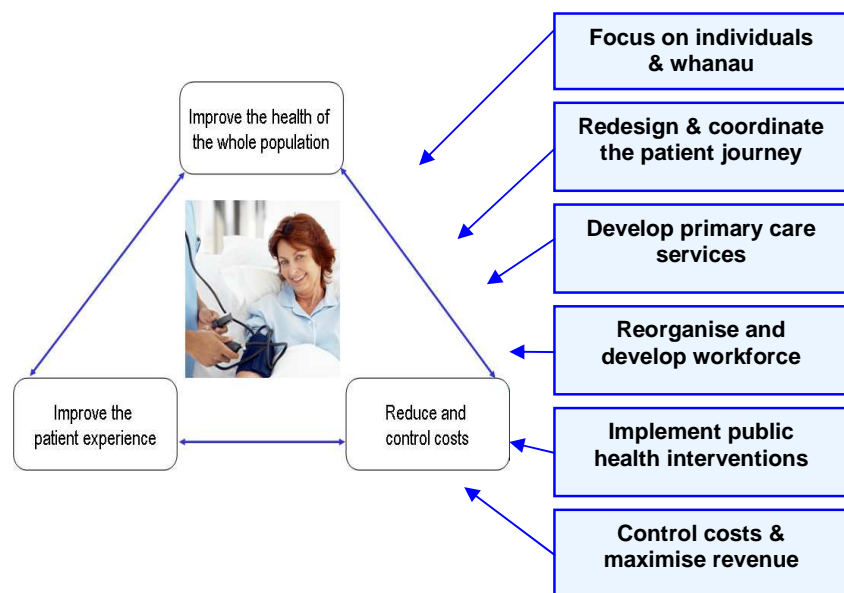 Improve the health of
the whole population
Improve the
patient experience
Reduce and
control costs
Focus on individuals
& whanau
Redesign & coordinate
the patient journey
Develop primary care
services
Reorganise and
develop workforce
Implement public
health interventions
Control costs &
maximise revenue